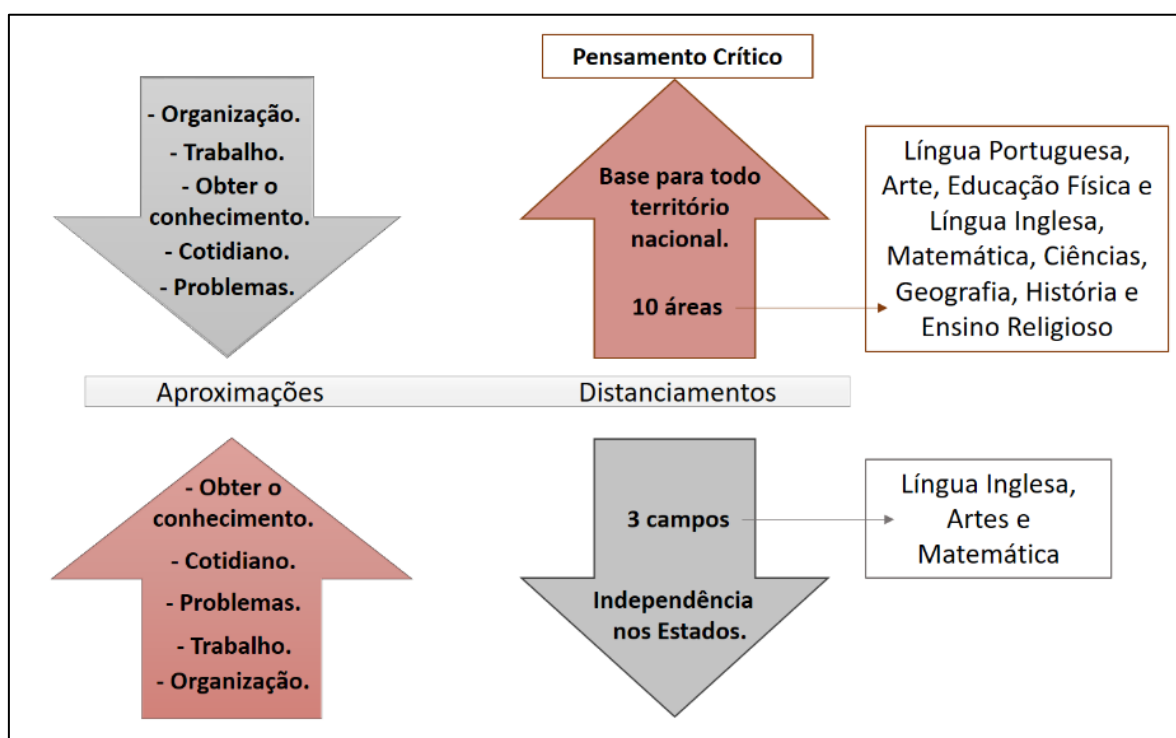 - Organização.
- Trabalho.
- Obter o
conhecimento.
- Cotidiano.
- Problemas.
Pensamento Crítico
Base para todo
território
nacional.
10 áreas
Língua Portuguesa,
Arte, Educação Física e
Língua Inglesa,
Matemática, Ciências,
Geografia, História e
Ensino Religioso
Aproximações
Distanciamentos
- Obter o
conhecimento.
- Cotidiano.
- Problemas.
- Trabalho.
- Organização.
3 campos
Independência
nos Estados.
Língua Inglesa,
Artes e
Matemática